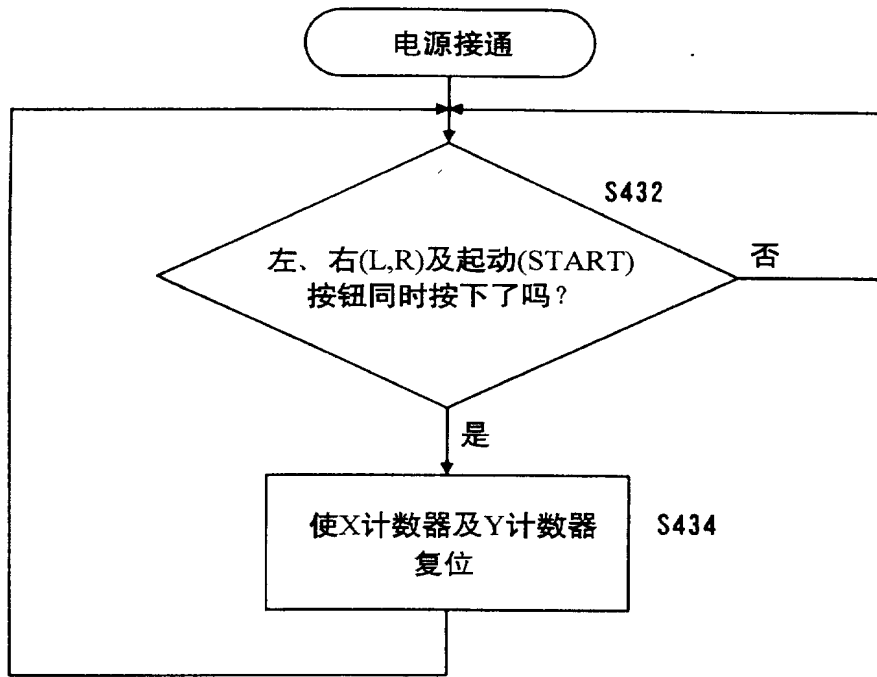 电源接通
S432
左、右(L,R)及起动(START)
按钮同时按下了吗?
否
是
使X计数器及Y计数器
复位
S434